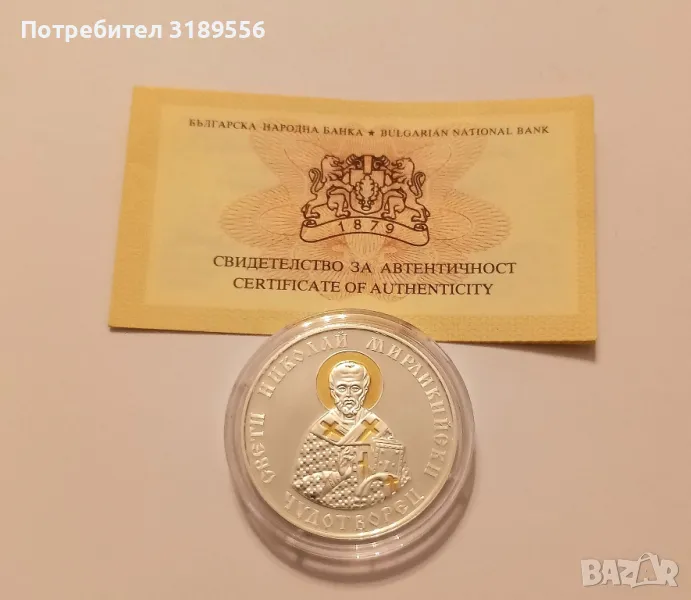 Потребител 3189556
БЪЛГАРСКА НАРОДНА БАНКА ★ BULGARIAN NATIONAL BANK
1879
СВИДЕТЕЛСТВО ЗА АВТЕНТИЧНОСТ
CERTIFICATE OF AUTHENTICITY
СВЕТИ НИКОЛАЙ МИРЛИКИЙСКИ
ЧУДОТВОРЕЦ
BAZAR